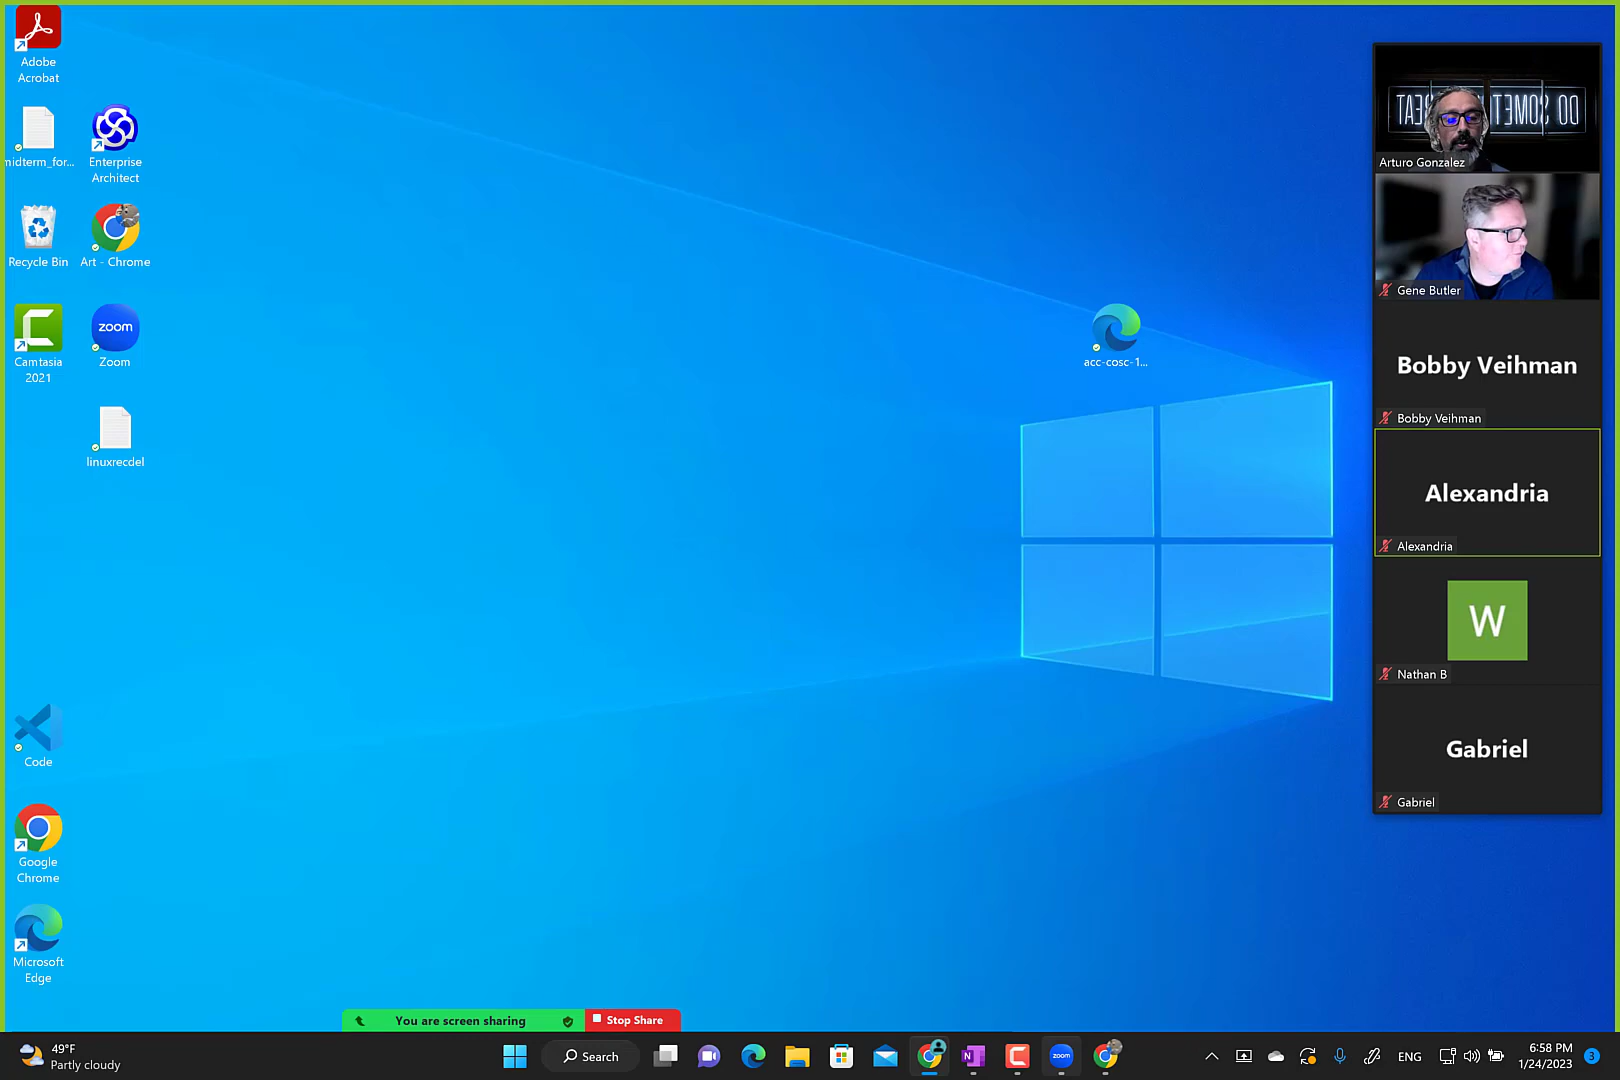 Adobe
Acrobat
midterm_for...
Enterprise
Architect
Recycle Bin
Art - Chrome
Camtasia
2021
zoom
Zoom
linuxrecdel
acc-cosc-1...
Code
Google
Chrome
Microsoft
Edge
Arturo Gonzalez
Gene Butler
Bobby Veihman
Bobby Veihman
Alexandria
Alexandria
W
Nathan B
Gabriel
Gabriel
You are screen sharing
Stop Share
49°F
Partly cloudy
Search
zoom
ENG
6:58 PM
1/24/2023
3